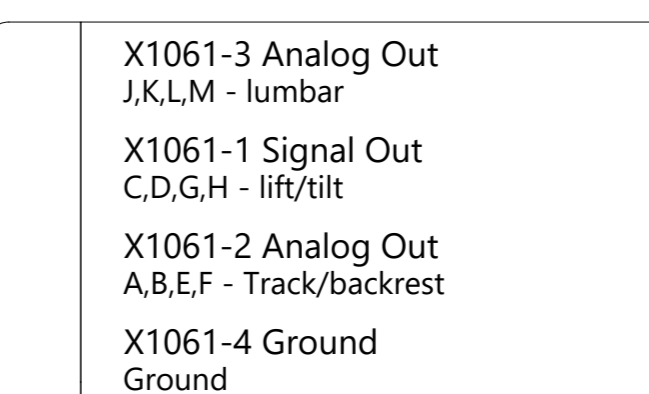 X1061-3 Analog Out
J,K,L,M - lumbar
X1061-1 Signal Out
C,D,G,H - lift/tilt
X1061-2 Analog Out
A,B,E,F - Track/backrest
X1061-4 Ground
Ground